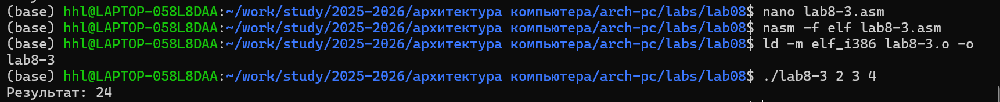 (base) hhl@LAPTOP-058L8DAA:~/work/study/2025-2026/архитектура компьютера/arch-pc/labs/lab08$ nano lab8-3.asm
(base) hhl@LAPTOP-058L8DAA:~/work/study/2025-2026/архитектура компьютера/arch-pc/labs/lab08$ nasm -f elf lab8-3.asm
(base) hhl@LAPTOP-058L8DAA:~/work/study/2025-2026/архитектура компьютера/arch-pc/labs/lab08$ ld -m elf_i386 lab8-3.o -o
lab8-3
(base) hhl@LAPTOP-058L8DAA:~/work/study/2025-2026/архитектура компьютера/arch-pc/labs/lab08$ ./lab8-3 2 3 4
Результат: 24